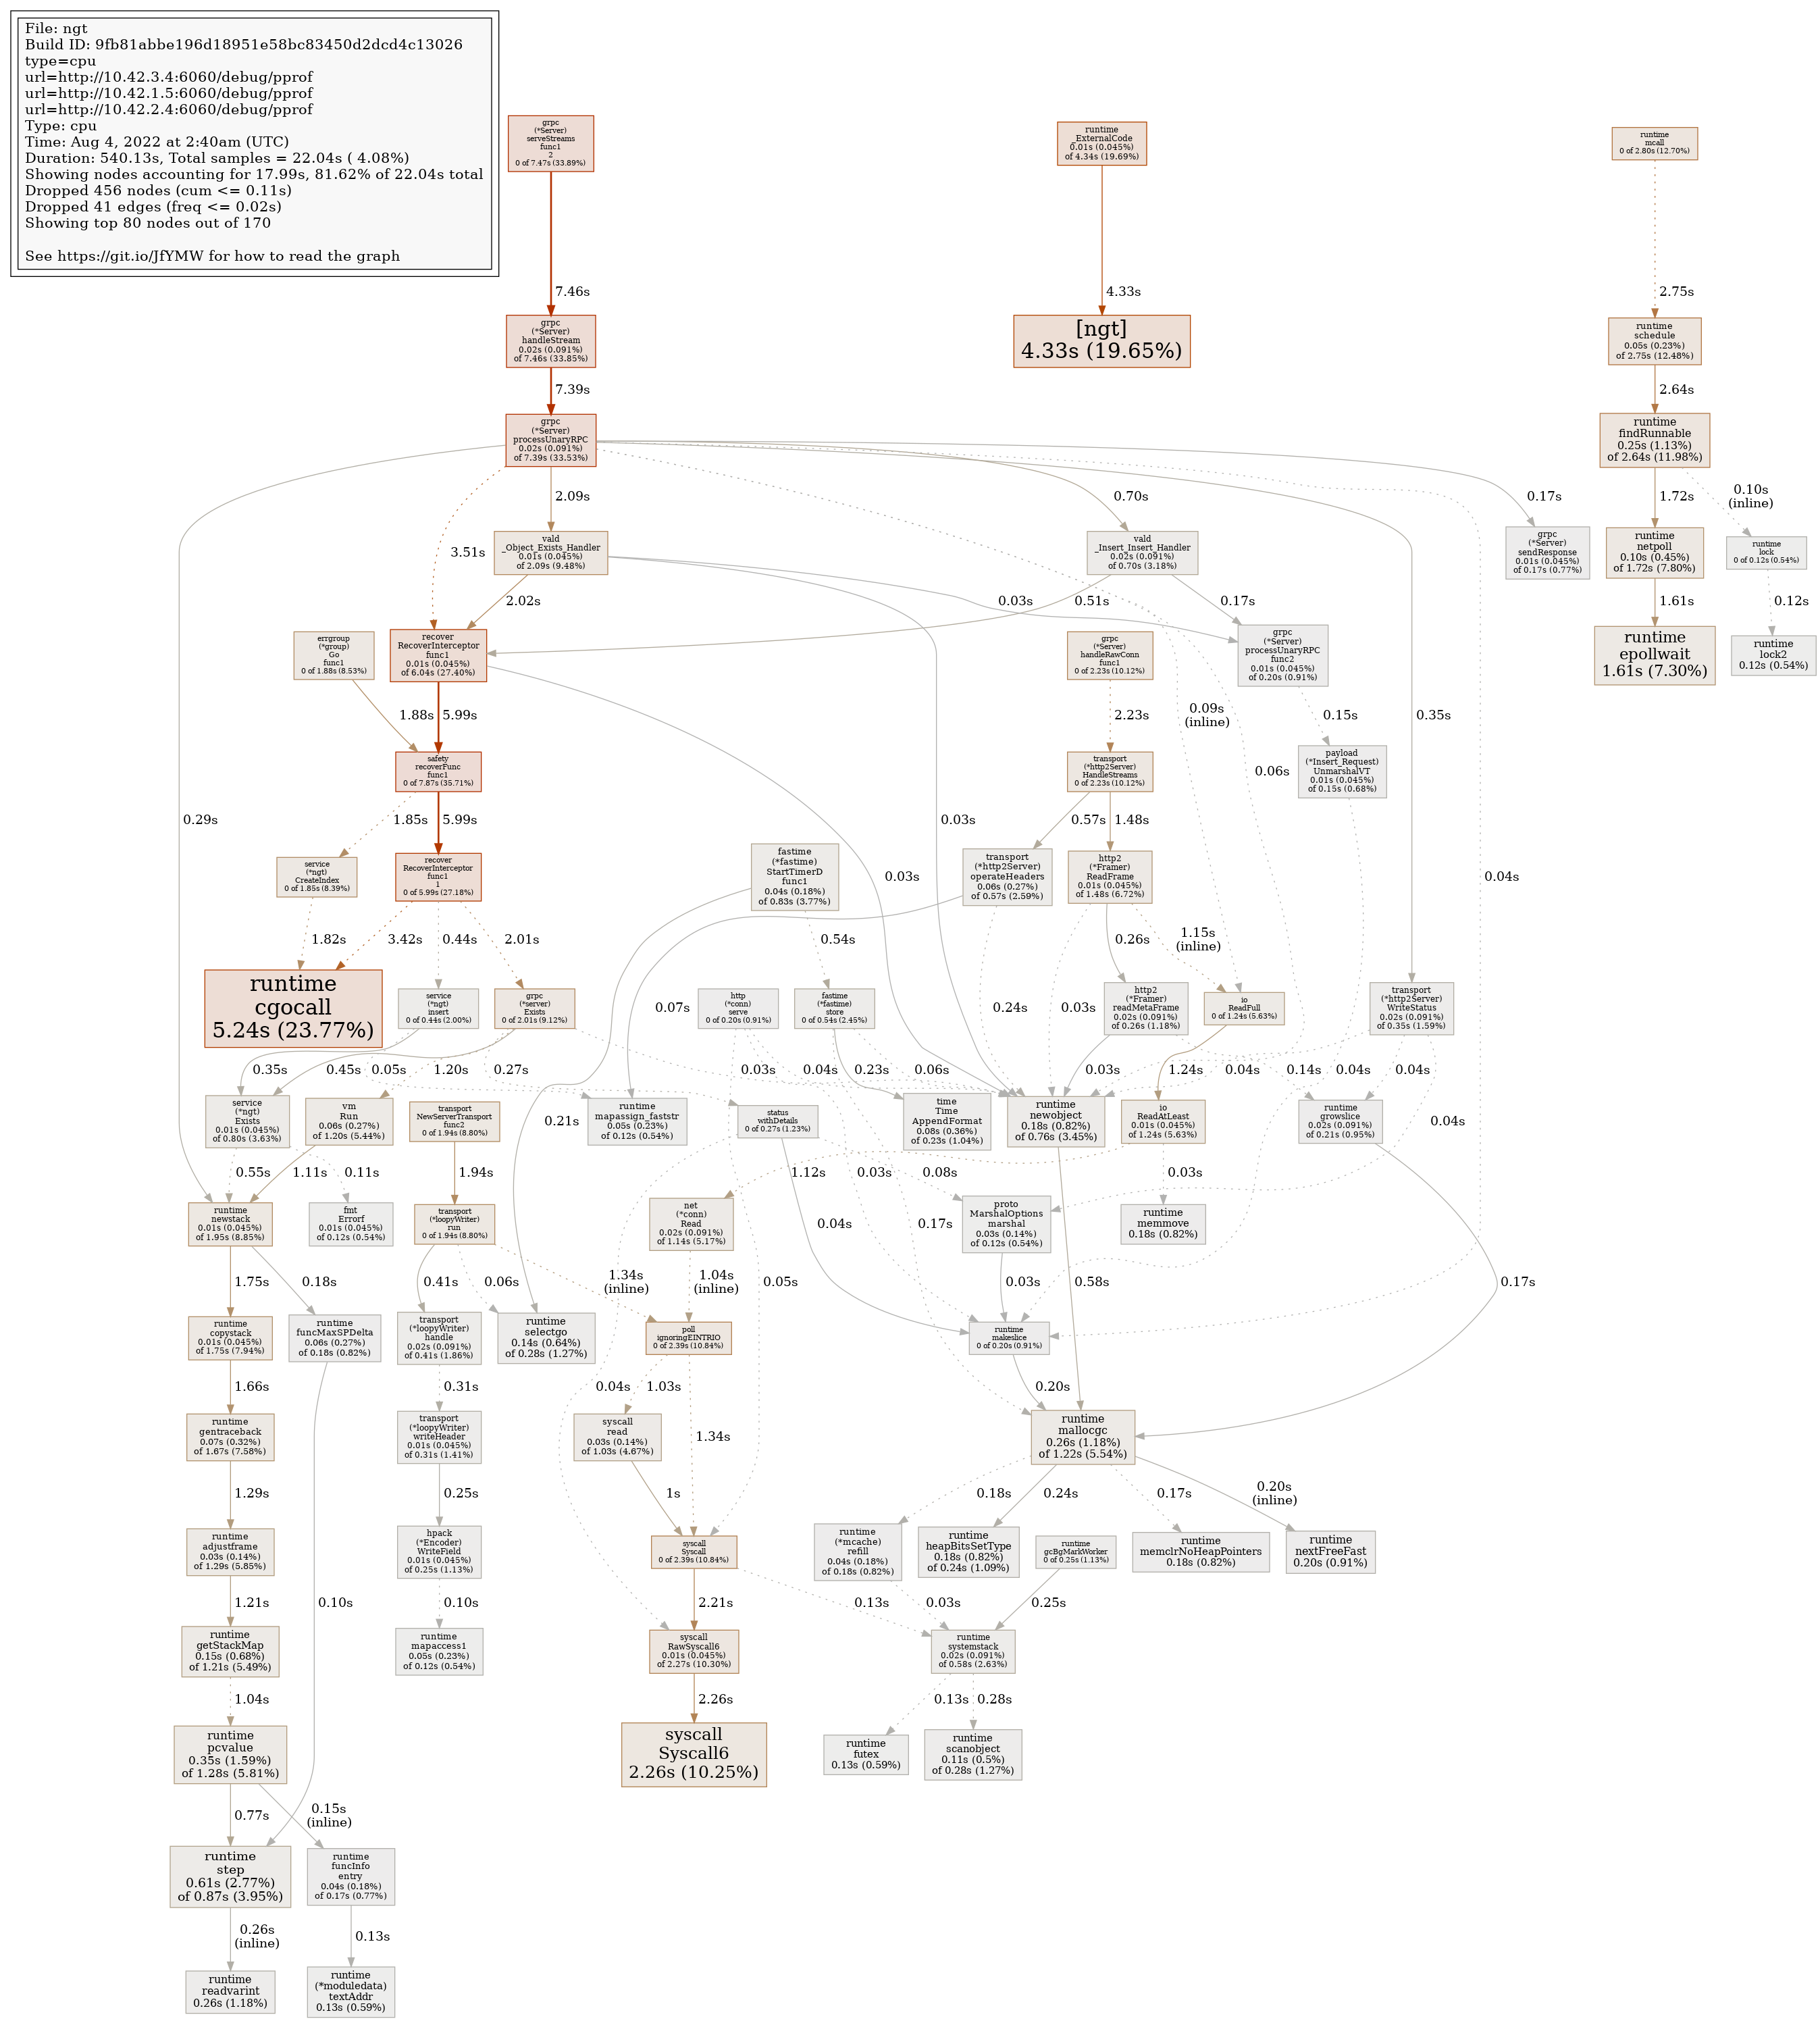 File: ngt
Build ID: 9fb81abbe196d18951e58bc83450d2dcd4c13026
type=cpu
url=http://10.42.3.4:6060/debug/pprof
url=http://10.42.1.5:6060/debug/pprof
url=http://10.42.2.4:6060/debug/pprof
Type: cpu
Time: Aug 4, 2022 at 2:40am (UTC)
Duration: 540.13s, Total samples = 22.04s ( 4.08%)
Showing nodes accounting for 17.99s, 81.62% of 22.04s total
Dropped 456 nodes (cum <= 0.11s)
Dropped 41 edges (freq <= 0.02s)
Showing top 80 nodes out of 170
See https://git.io/JfYMW for how to read the graph
grpc
(*Server)
serveStreams
func1
2
0 of 7.47s (33.89%)
runtime
_ExternalCode
0.01s (0.045%)
of 4.34s (19.69%)
runtime
mcall
0 of 2.80s (12.70%)
7.46s
4.33s
2.75s
grpc
(*Server)
handleStream
0.02s (0.091%)
of 7.46s (33.85%)
[ngt]
4.33s (19.65%)
runtime
schedule
0.05s (0.23%)
of 2.75s (12.48%)
7.39s
2.64s
grpc
(*Server)
processUnaryRPC
0.02s (0.091%)
of 7.39s (33.53%)
runtime
findRunnable
0.25s (1.13%)
of 2.64s (11.98%)
3.51s
2.09s
0.70s
0.17s
1.72s
0.10s
(inline)
vald
_Object_Exists_Handler
0.01s (0.045%)
of 2.09s (9.48%)
vald
_Insert_Insert_Handler
0.02s (0.091%)
of 0.70s (3.18%)
grpc
(*Server)
sendResponse
0.01s (0.045%)
of 0.17s (0.77%)
runtime
netpoll
0.10s (0.45%)
of 1.72s (7.80%)
runtime
lock
0 of 0.12s (0.54%)
2.02s
0.03s
0.51s
0.17s
1.61s
0.12s
errgroup
(*group)
Go
func1
0 of 1.88s (8.53%)
recover
RecoverInterceptor
func1
0.01s (0.045%)
of 6.04s (27.40%)
grpc
(*Server)
handleRawConn
func1
0 of 2.23s (10.12%)
grpc
(*Server)
processUnaryRPC
func2
0.01s (0.045%)
of 0.20s (0.91%)
runtime
epollwait
1.61s (7.30%)
runtime
lock2
0.12s (0.54%)
1.88s
5.99s
2.23s
0.09s
(inline)
0.15s
0.35s
safety
recoverFunc
func1
0 of 7.87s (35.71%)
transport
(*http2Server)
HandleStreams
0 of 2.23s (10.12%)
0.06s
payload
(*Insert_Request)
UnmarshalVT
0.01s (0.045%)
of 0.15s (0.68%)
0.29s
1.85s
5.99s
0.03s
0.57s
1.48s
service
(*ngt)
CreateIndex
0 of 1.85s (8.39%)
recover
RecoverInterceptor
func1
1
0 of 5.99s (27.18%)
fastime
(*fastime)
StartTimerD
func1
0.04s (0.18%)
of 0.83s (3.77%)
0.03s
transport
(*http2Server)
operateHeaders
0.06s (0.27%)
of 0.57s (2.59%)
http2
(*Framer)
ReadFrame
0.01s (0.045%)
of 1.48s (6.72%)
0.04s
1.82s
3.42s
0.44s
2.01s
0.54s
0.26s
1.15s
(inline)
runtime
cgocall
5.24s (23.77%)
service
(*ngt)
insert
0 of 0.44s (2.00%)
grpc
(*server)
Exists
0 of 2.01s (9.12%)
0.07s
http
(*conn)
serve
0 of 0.20s (0.91%)
fastime
(*fastime)
store
0 of 0.54s (2.45%)
0.24s
0.03s
http2
(*Framer)
readMetaFrame
0.02s (0.091%)
of 0.26s (1.18%)
io
ReadFull
0 of 1.24s (5.63%)
transport
(*http2Server)
WriteStatus
0.02s (0.091%)
of 0.35s (1.59%)
0.35s
0.45s
0.05s
1.20s
0.27s
0.03s
0.04s
0.23s
0.06s
0.03s
1.24s
0.04s
0.14s
0.04s
0.04s
service
(*ngt)
Exists
0.01s (0.045%)
of 0.80s (3.63%)
vm
Run
0.06s (0.27%)
of 1.20s (5.44%)
transport
NewServerTransport
func2
0 of 1.94s (8.80%)
0.21s
runtime
mapassign_faststr
0.05s (0.23%)
of 0.12s (0.54%)
status
withDetails
0 of 0.27s (1.23%)
time
Time
AppendFormat
0.08s (0.36%)
of 0.23s (1.04%)
runtime
newobject
0.18s (0.82%)
of 0.76s (3.45%)
io
ReadAtLeast
0.01s (0.045%)
of 1.24s (5.63%)
runtime
growslice
0.02s (0.091%)
of 0.21s (0.95%)
0.04s
0.55s
1.11s
0.11s
1.94s
1.12s
0.03s
0.08s
0.03s
runtime
newstack
0.01s (0.045%)
of 1.95s (8.85%)
fmt
Errorf
0.01s (0.045%)
of 0.12s (0.54%)
transport
(*loopyWriter)
run
0 of 1.94s (8.80%)
net
(*conn)
Read
0.02s (0.091%)
of 1.14s (5.17%)
0.04s
0.17s
proto
MarshalOptions
marshal
0.03s (0.14%)
of 0.12s (0.54%)
runtime
memmove
0.18s (0.82%)
1.75s
0.18s
0.41s
0.06s
1.34s
(inline)
1.04s
(inline)
0.05s
0.03s
0.58s
0.17s
runtime
copystack
0.01s (0.045%)
of 1.75s (7.94%)
runtime
funcMaxSPDelta
0.06s (0.27%)
of 0.18s (0.82%)
transport
(*loopyWriter)
handle
0.02s (0.091%)
of 0.41s (1.86%)
runtime
selectgo
0.14s (0.64%)
of 0.28s (1.27%)
poll
ignoringEINTRIO
0 of 2.39s (10.84%)
runtime
makeslice
0 of 0.20s (0.91%)
1.66s
0.31s
0.04s
1.03s
0.20s
runtime
gentraceback
0.07s (0.32%)
of 1.67s (7.58%)
transport
(*loopyWriter)
writeHeader
0.01s (0.045%)
of 0.31s (1.41%)
syscall
read
0.03s (0.14%)
of 1.03s (4.67%)
1.34s
runtime
mallocgc
0.26s (1.18%)
of 1.22s (5.54%)
1.29s
0.25s
1s
0.18s
0.24s
0.17s
0.20s
(inline)
runtime
adjustframe
0.03s (0.14%)
of 1.29s (5.85%)
hpack
(*Encoder)
WriteField
0.01s (0.045%)
of 0.25s (1.13%)
syscall
Syscall
0 of 2.39s (10.84%)
runtime
(*mcache)
refill
0.04s (0.18%)
of 0.18s (0.82%)
runtime
heapBitsSetType
0.18s (0.82%)
of 0.24s (1.09%)
runtime
gcBgMarkWorker
0 of 0.25s (1.13%)
runtime
memclrNoHeapPointers
0.18s (0.82%)
runtime
nextFreeFast
0.20s (0.91%)
1.21s
0.10s
0.10s
2.21s
0.13s
0.03s
0.25s
runtime
getStackMap
0.15s (0.68%)
of 1.21s (5.49%)
runtime
mapaccess1
0.05s (0.23%)
of 0.12s (0.54%)
syscall
RawSyscall6
0.01s (0.045%)
of 2.27s (10.30%)
runtime
systemstack
0.02s (0.091%)
of 0.58s (2.63%)
1.04s
2.26s
0.13s
0.28s
runtime
pcvalue
0.35s (1.59%)
of 1.28s (5.81%)
syscall
Syscall6
2.26s (10.25%)
runtime
futex
0.13s (0.59%)
runtime
scanobject
0.11s (0.5%)
of 0.28s (1.27%)
0.77s
0.15s
(inline)
runtime
step
0.61s (2.77%)
of 0.87s (3.95%)
runtime
funcInfo
entry
0.04s (0.18%)
of 0.17s (0.77%)
0.26s
(inline)
0.13s
runtime
readvarint
0.26s (1.18%)
runtime
(*moduledata)
textAddr
0.13s (0.59%)